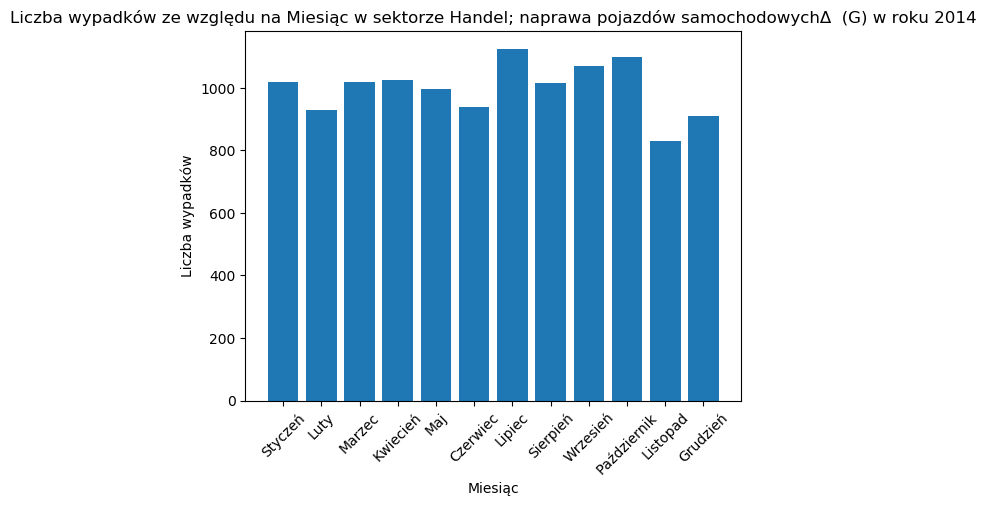 Liczba wypadków ze względu na Miesiąc w sektorze Handel; naprawa pojazdów samochodowychΔ  (G) w roku 2014
Liczba wypadków
1000
800
600
400
200
0
Styczeń
Luty
Marzec
Kwiecień
Maj
Czerwiec
Lipiec
Sierpień
Wrzesień
Październik
Listopad
Grudzień
Miesiąc